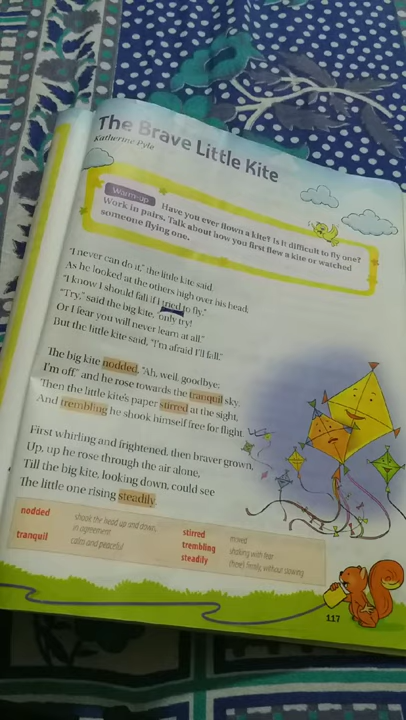 The Brave Little Kite
Katherine Pyle
Warm-up Have you ever flown a kite? Is it difficult to fly one?
Work in pairs. Talk about how you first flew a kite or watched
someone flying one.
"I never can do it," the little kite said,
As he looked at the others high over his head;
"I know I should fall if I tried to fly."
"Try," said the big kite, "only try!
Or I fear you will never learn at all."
But the little kite said, "I'm afraid I'll fall."
The big kite nodded, "Ah, well, goodbye;
I'm off;" and he rose towards the tranquil sky.
Then the little kite's paper stirred at the sight,
And trembling he shook himself free for flight.
First whirling and frightened, then braver grown,
Up, up he rose through the air alone,
Till the big kite, looking down, could see
The little one rising steadily.
nodded shook the head up and down, in agreement
tranquil calm and peaceful
stirred moved
trembling shaking with fear
steadily (here) firmly, without slowing
117